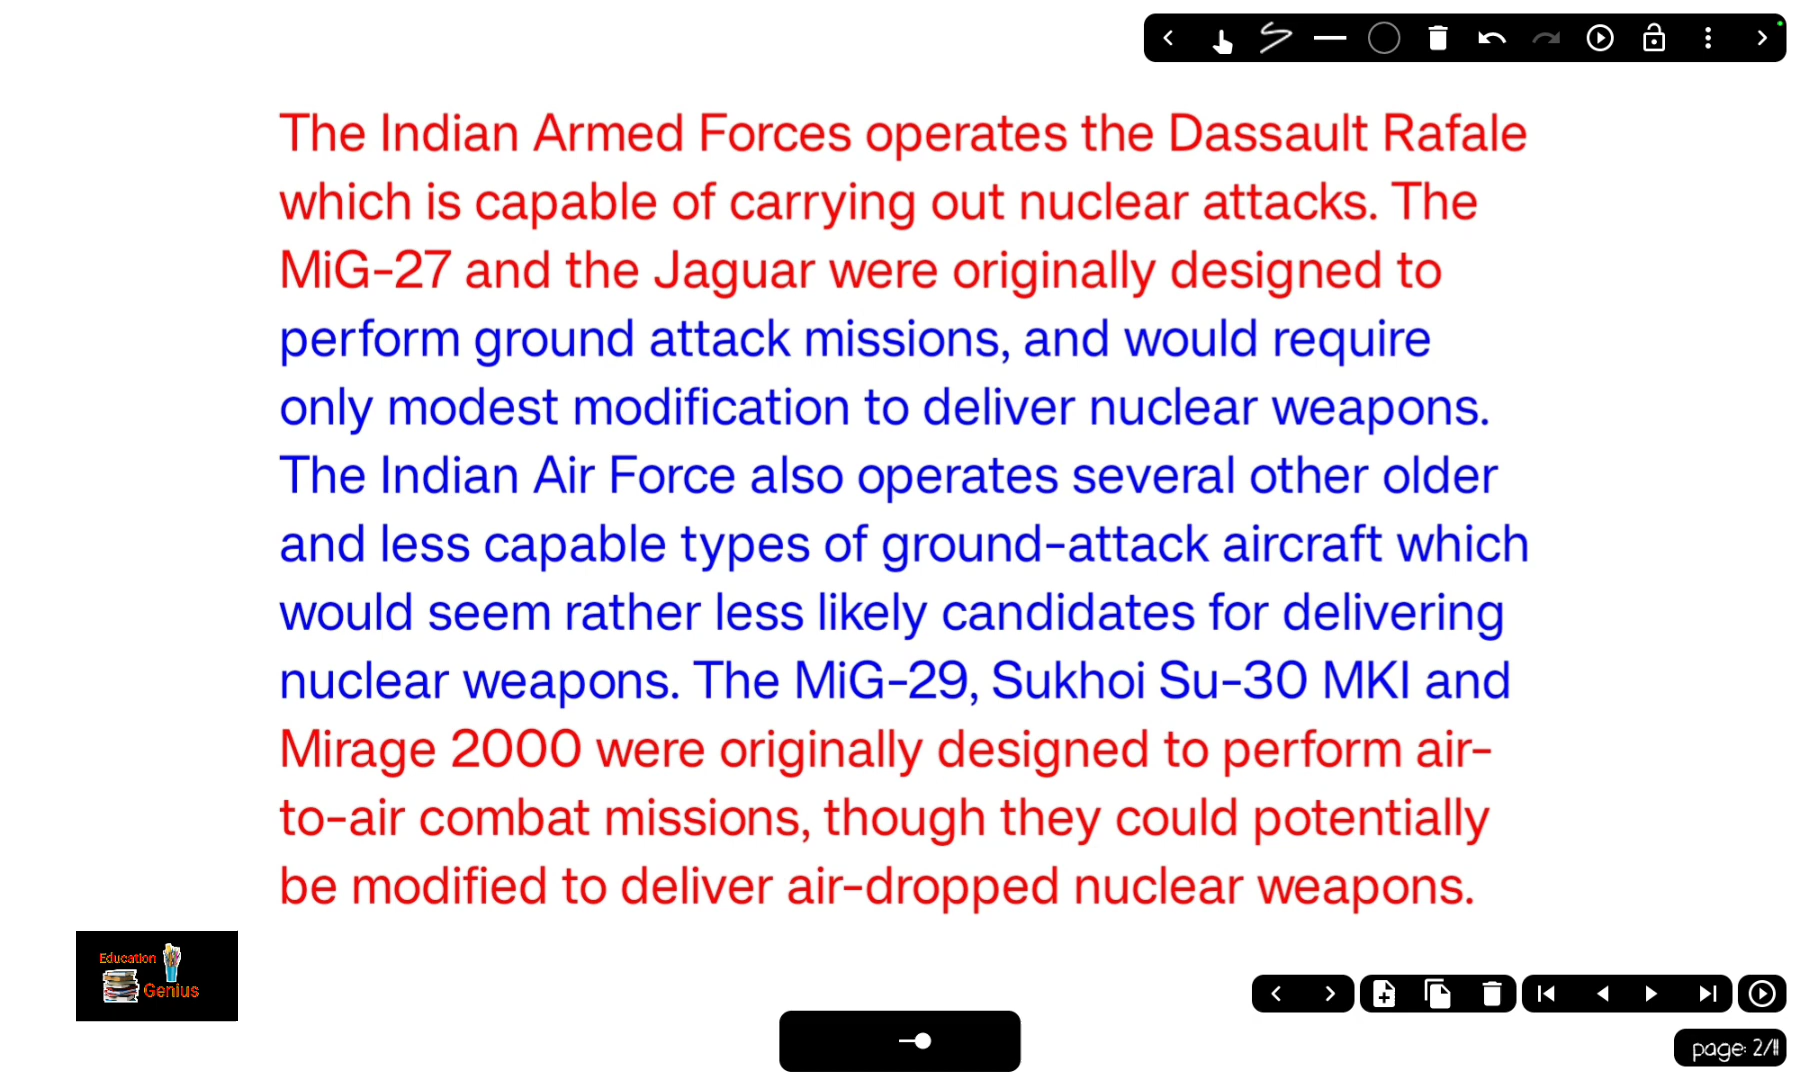 The Indian Armed Forces operates the Dassault Rafale
which is capable of carrying out nuclear attacks. The
MiG-27 and the Jaguar were originally designed to
perform ground attack missions, and would require
only modest modification to deliver nuclear weapons.
The Indian Air Force also operates several other older
and less capable types of ground-attack aircraft which
would seem rather less likely candidates for delivering
nuclear weapons. The MiG-29, Sukhoi Su-30 MKI and
Mirage 2000 were originally designed to perform air-
to-air combat missions, though they could potentially
be modified to deliver air-dropped nuclear weapons.
Education
Genius
page: 2/11